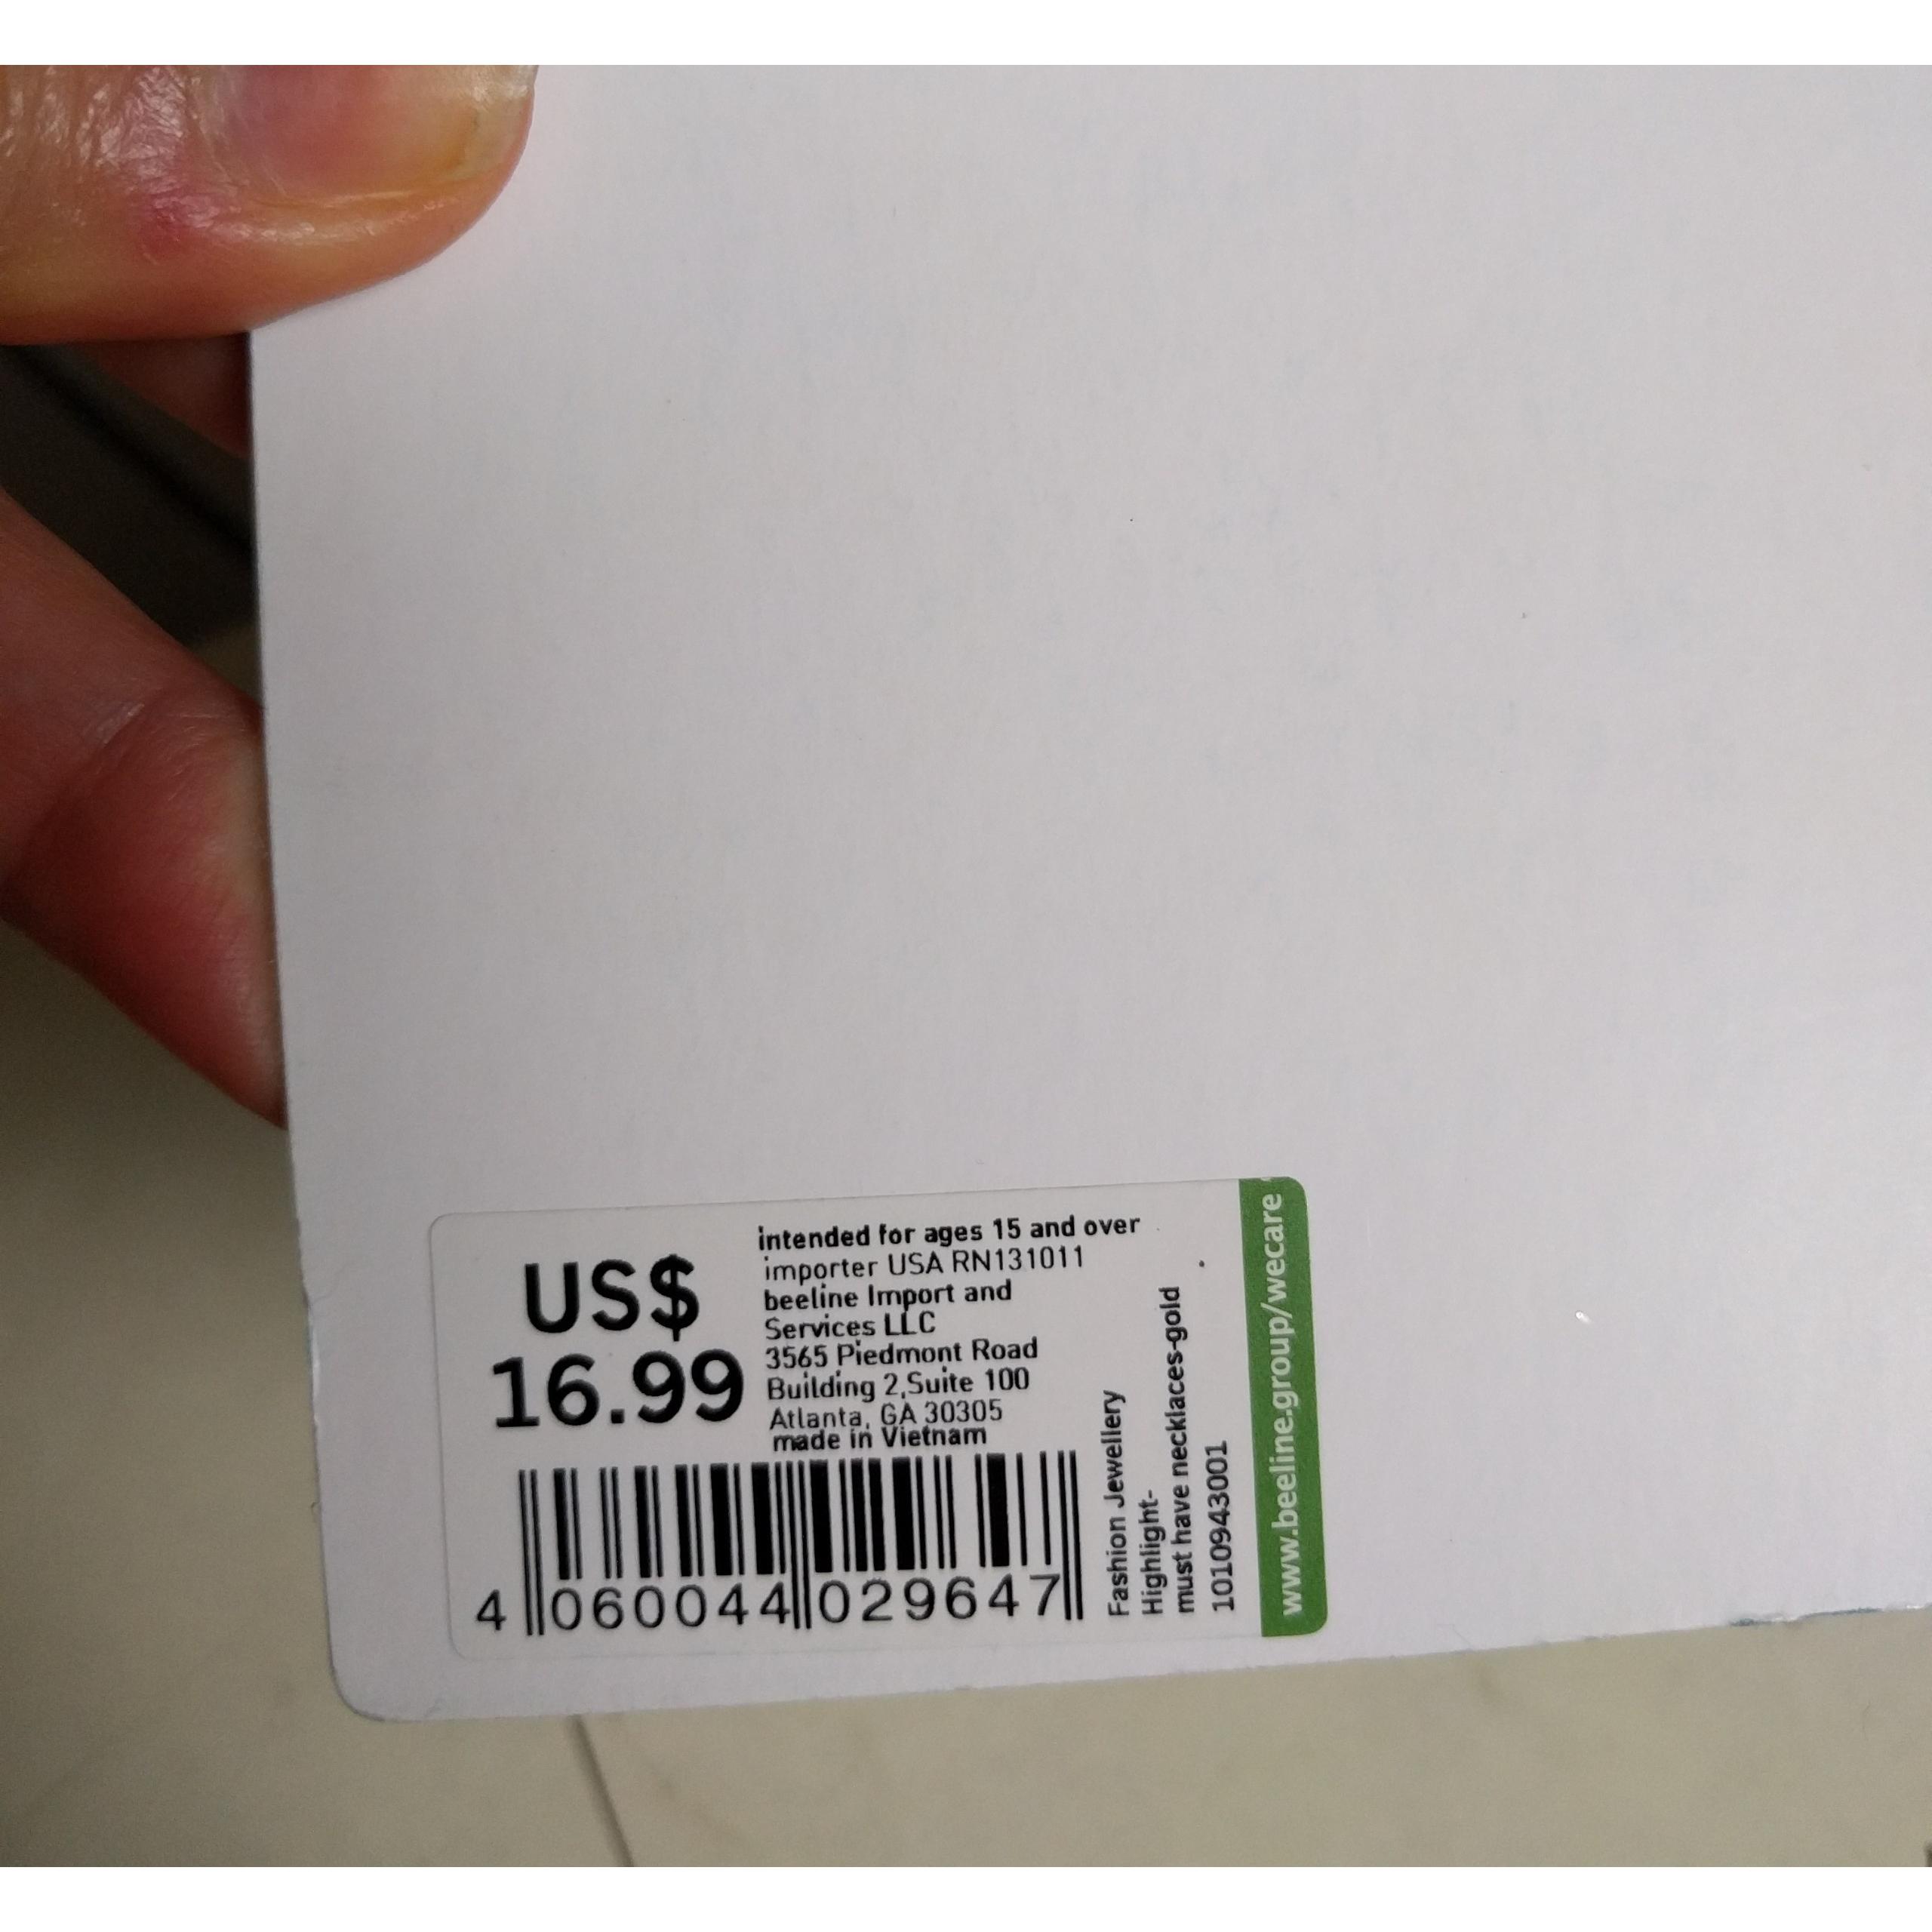 US$
16.99
intended for ages 15 and over
importer USA RN131011
beeline Import and
Services LLC
3565 Piedmont Road
Building 2,Suite 100
Atlanta, GA 30305
made in Vietnam
4 060044 029647
Fashion Jewellery
Highlight-
must have necklaces-gold
1010943001
www.beeline.group/wecare